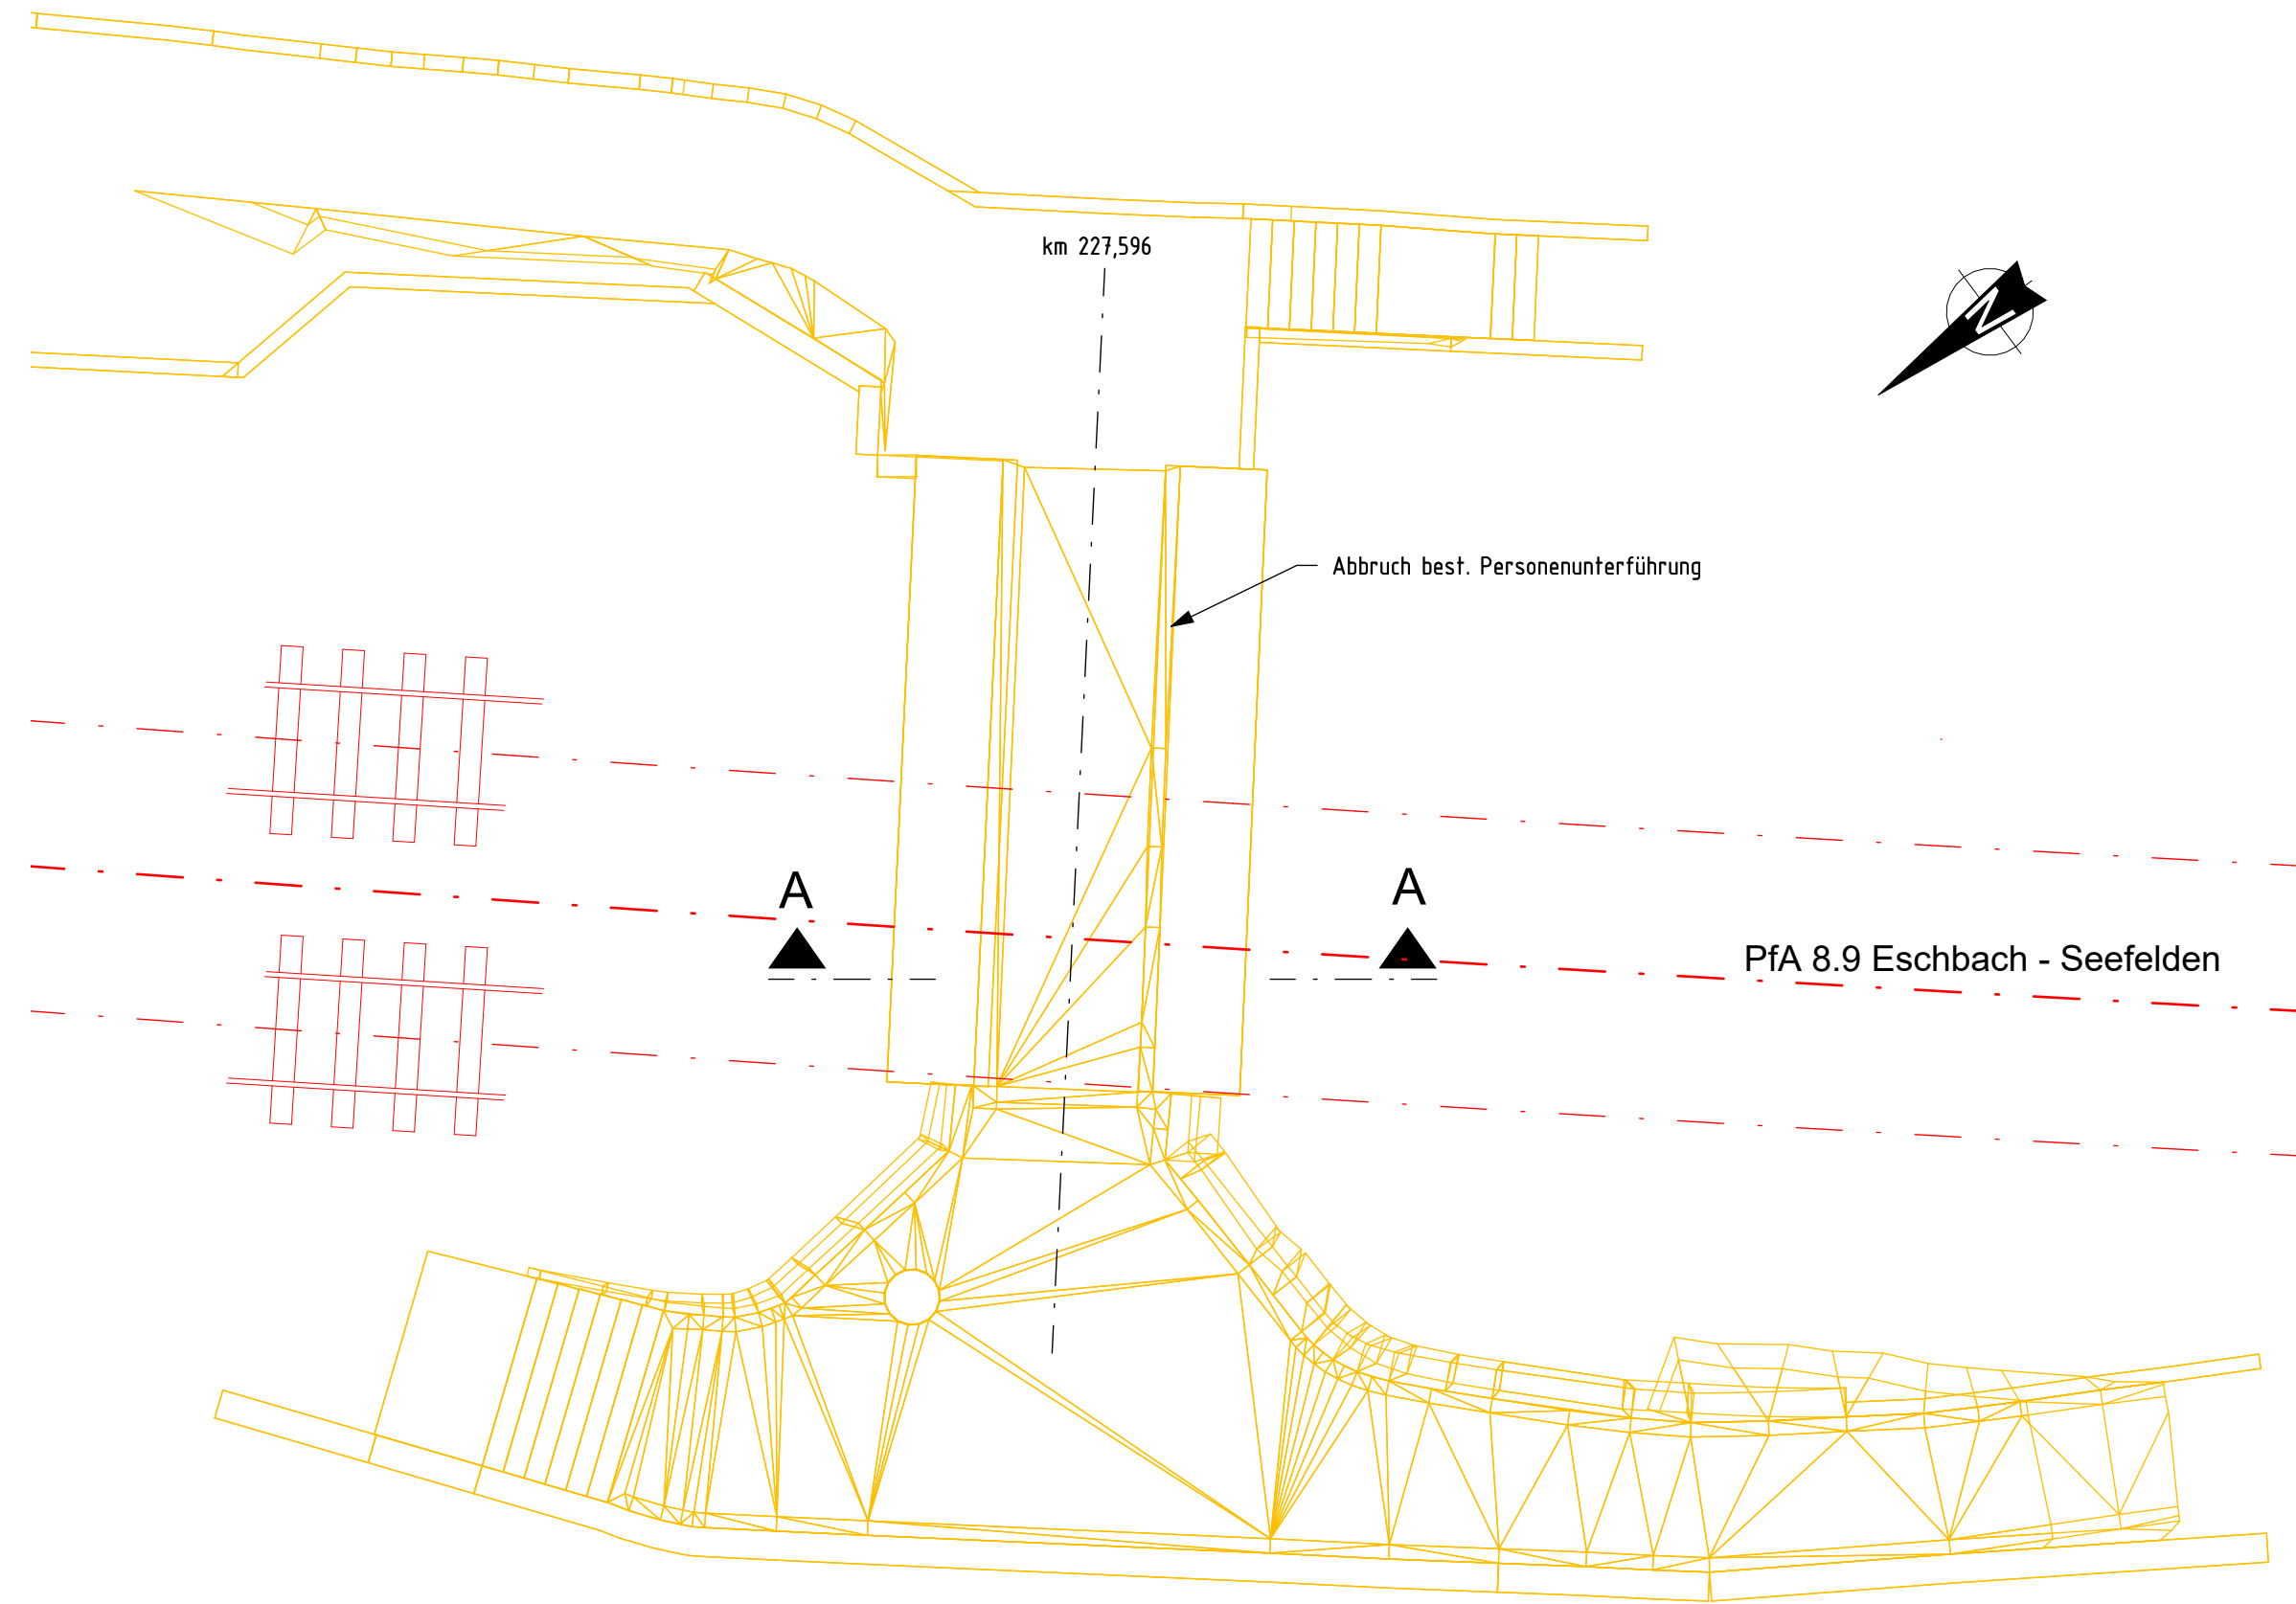 km 227,596
N
Abbruch best. Personenunterführung
A
A
PfA 8.9 Eschbach - Seefelden